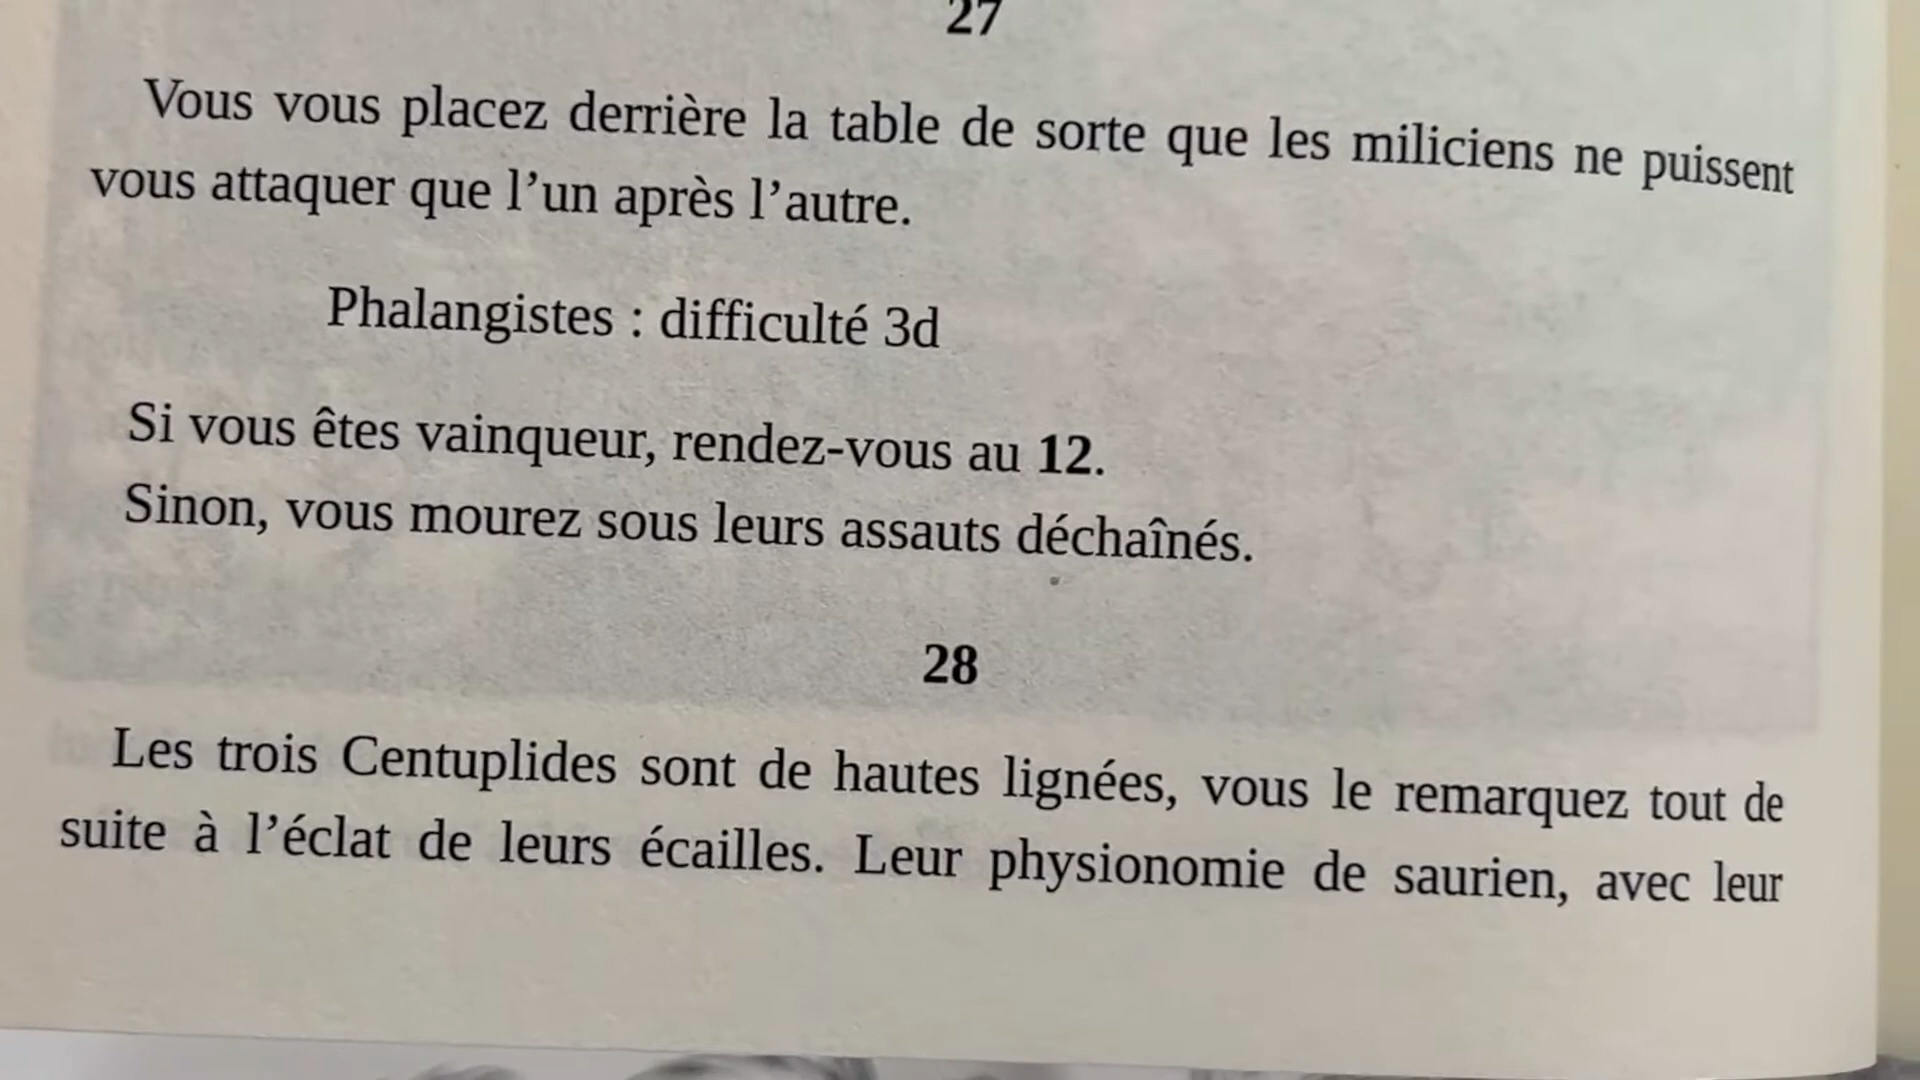 27
Vous vous placez derrière la table de sorte que les miliciens ne puissent
vous attaquer que l’un après l’autre.
Phalangistes : difficulté 3d
Si vous êtes vainqueur, rendez-vous au 12.
Sinon, vous mourez sous leurs assauts déchaînés.
28
Les trois Centuplides sont de hautes lignées, vous le remarquez tout de
suite à l’éclat de leurs écailles. Leur physionomie de saurien, avec leur